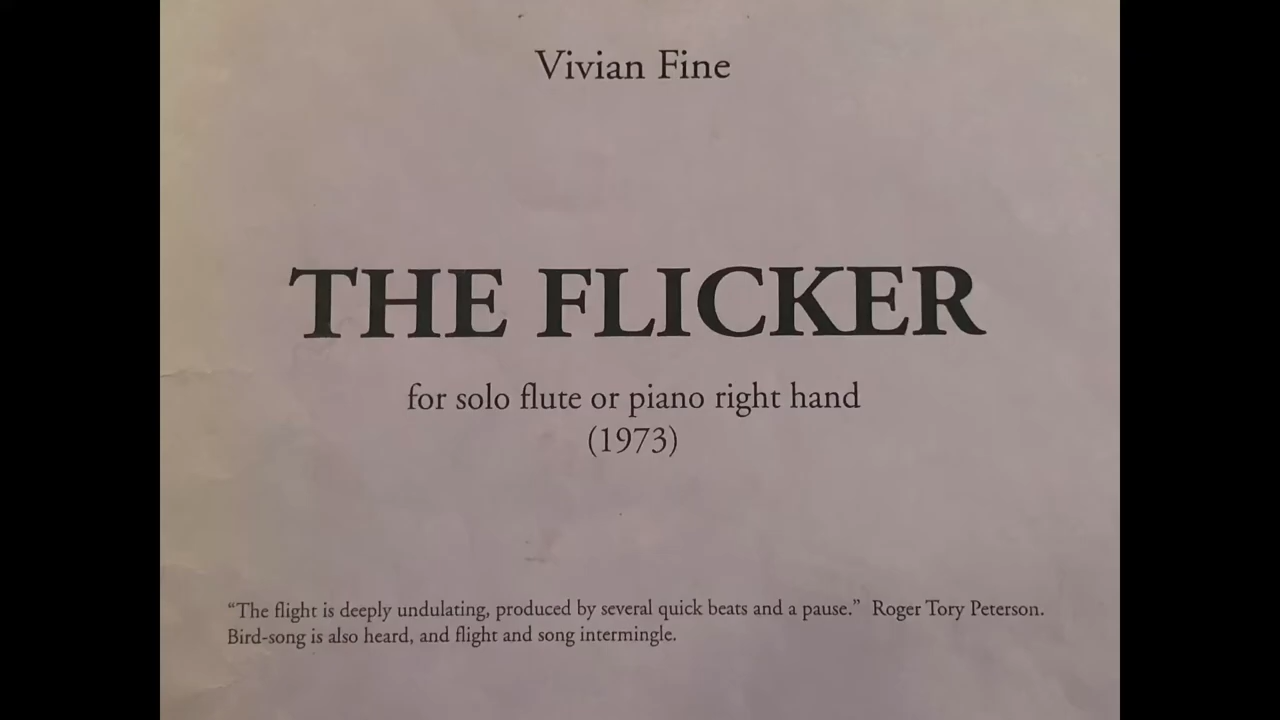 Vivian Fine
THE FLICKER
for solo flute or piano right hand
(1973)
“The flight is deeply undulating, produced by several quick beats and a pause.” Roger Tory Peterson.
Bird-song is also heard, and flight and song intermingle.